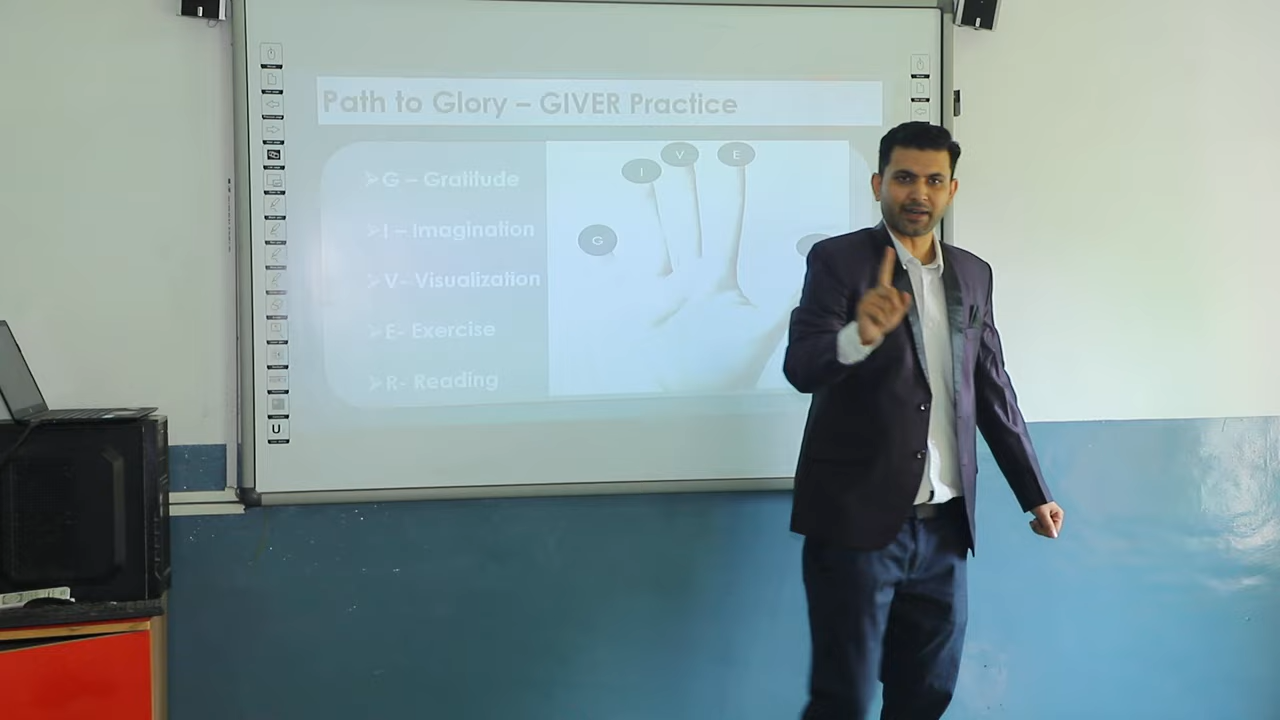 Path to Glory – GIVER Practice
➢G – Gratitude
➢I – Imagination
➢V- Visualization
➢E- Exercise
➢R- Reading
G
I
V
E
U